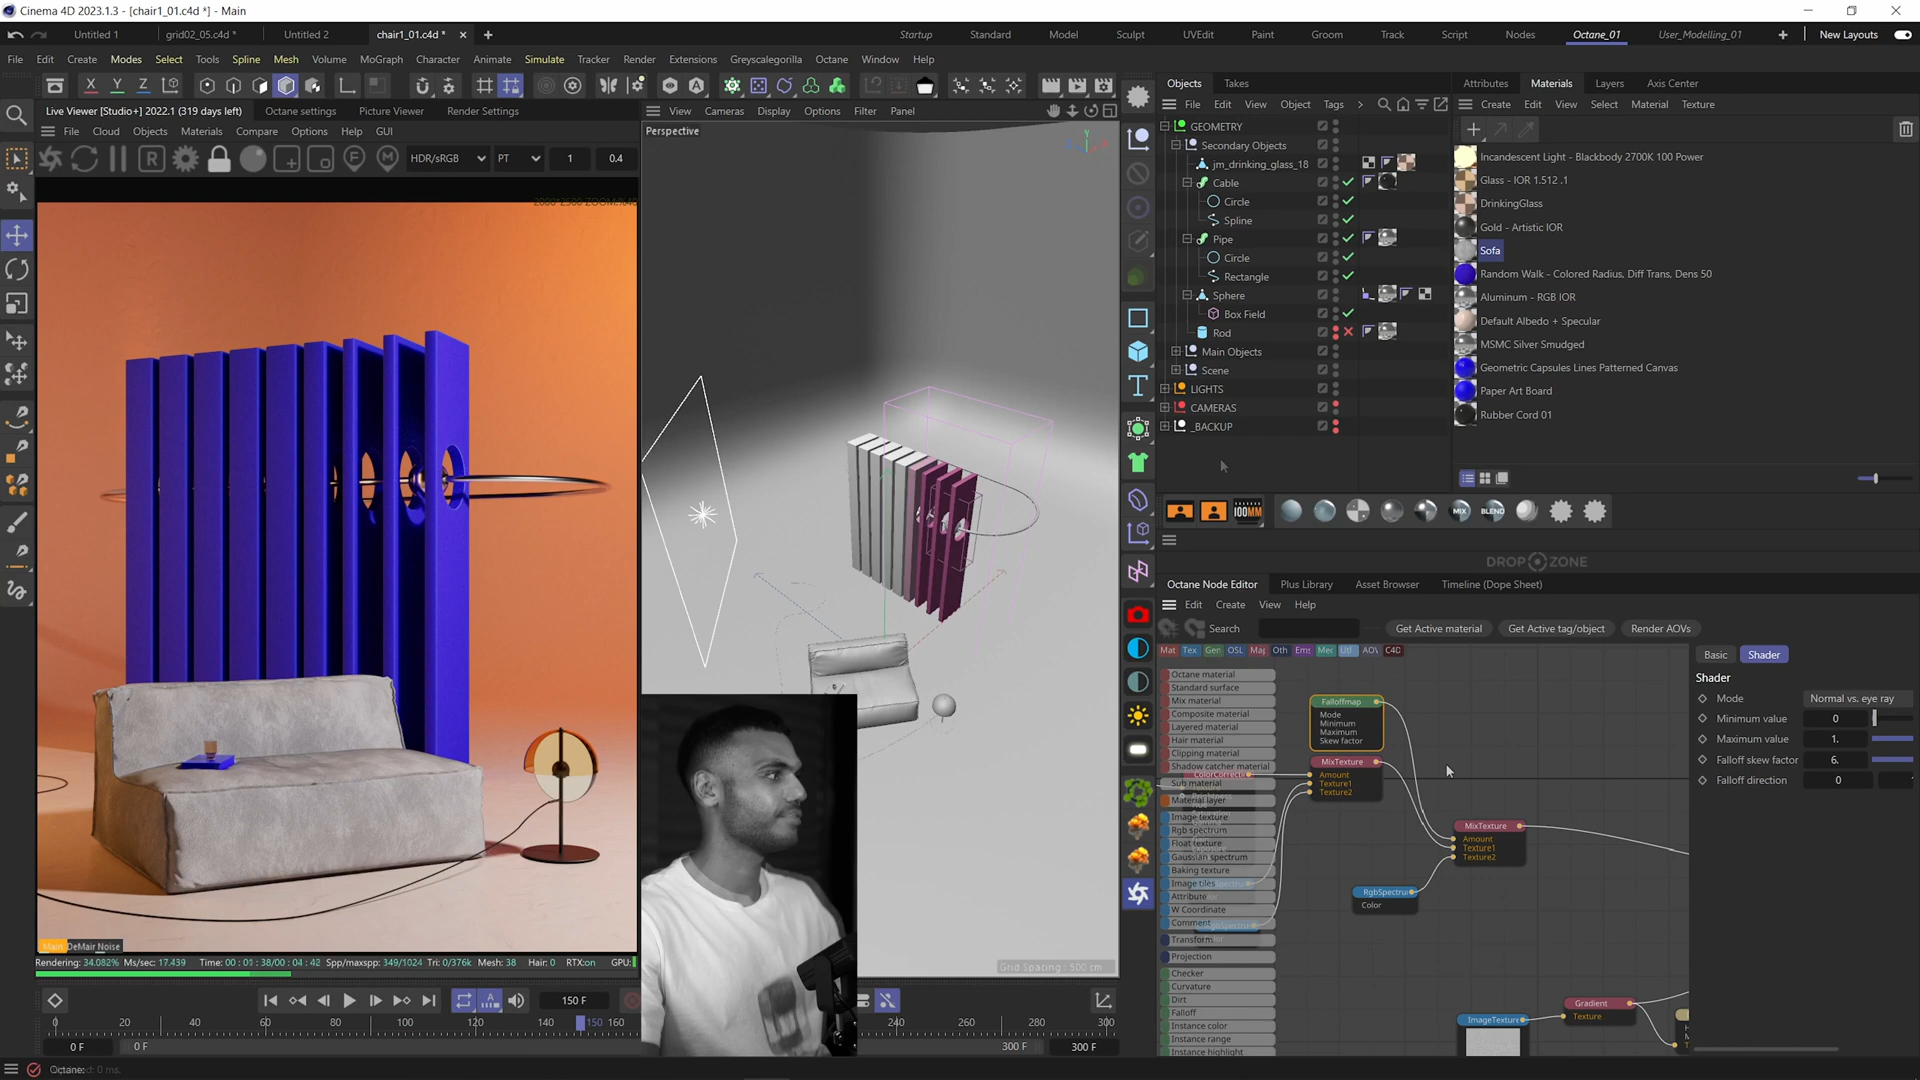 Cinema 4D 2023.1.3 - [chair1_01.c4d *] - Main
Untitled 1
grid02_05.c4d *
Untitled 2
chair1_01.c4d *
Startup
Standard
Model
Sculpt
UVEdit
Paint
Groom
Track
Script
Nodes
Octane_01
User_Modelling_01
New Layouts
File
Edit
Create
Modes
Select
Tools
Spline
Mesh
Volume
MoGraph
Character
Animate
Simulate
Tracker
Render
Extensions
Greyscalegorilla
Octane
Window
Help
Live Viewer [Studio+] 2022.1 (319 days left)
Octane settings
Picture Viewer
Render Settings
File
Cloud
Objects
Materials
Compare
Options
Help
GUI
HDR/sRGB
PT
1
0.4
Main
DeMair Noise
Rendering: 34.082%
Ms/sec: 17.439
Time: 00 : 01 : 38/00 : 04 : 42
Spp/maxspp: 349/1024
Tri: 0/376k
Mesh: 38
Hair: 0
RTX:on
GPU:
View
Cameras
Display
Options
Filter
Panel
Perspective
Y
Grid Spacing : 500 cm
Objects
Takes
File
Edit
View
Object
Tags
GEOMETRY
Secondary Objects
jm_drinking_glass_18
Cable
Circle
Spline
Pipe
Circle
Rectangle
Sphere
Box Field
Rod
Main Objects
Scene
LIGHTS
CAMERAS
_BACKUP
Attributes
Materials
Layers
Axis Center
Create
Edit
View
Select
Material
Texture
Incandescent Light - Blackbody 2700K 100 Power
Glass - IOR 1.512 .1
DrinkingGlass
Gold - Artistic IOR
Sofa
Random Walk - Colored Radius, Diff Trans, Dens 50
Aluminum - RGB IOR
Default Albedo + Specular
MSMC Silver Smudged
Geometric Capsules Lines Patterned Canvas
Paper Art Board
Rubber Cord 01
100MM
MIX
BLEND
DROP ZONE
Octane Node Editor
Plus Library
Asset Browser
Timeline (Dope Sheet)
Edit
Create
View
Help
Search
Get Active material
Get Active tag/object
Render AOVs
Mat
Tex
Gen
OSL
Map
Oth
Ems
Med
Utl
AOV
C4D
Octane material
Standard surface
Mix material
Composite material
Layered material
Hair material
Clipping material
Shadow catcher material
Sub material
Material layer
Image texture
Rgb spectrum
Float texture
Gaussian spectrum
Baking texture
Image tiles
Attribute
W Coordinate
Comment
Transform
Projection
Checker
Curvature
Dirt
Falloff
Instance color
Instance range
Instance highlight
ColorCorrecti
Falloffmap
Mode
Minimum
Maximum
Skew factor
MixTexture
Amount
Texture1
Texture2
MixTexture
Amount
Texture1
Texture2
RgbSpectru
Color
Gradient
Texture
ImageTexture
Basic
Shader
Shader
Mode
Normal vs. eye ray
Minimum value
0
Maximum value
1.
Falloff skew factor
6.
Falloff direction
0
150 F
0
20
40
60
80
100
120
140
150
160
240
260
280
300
0 F
0 F
300 F
300 F
Octane: